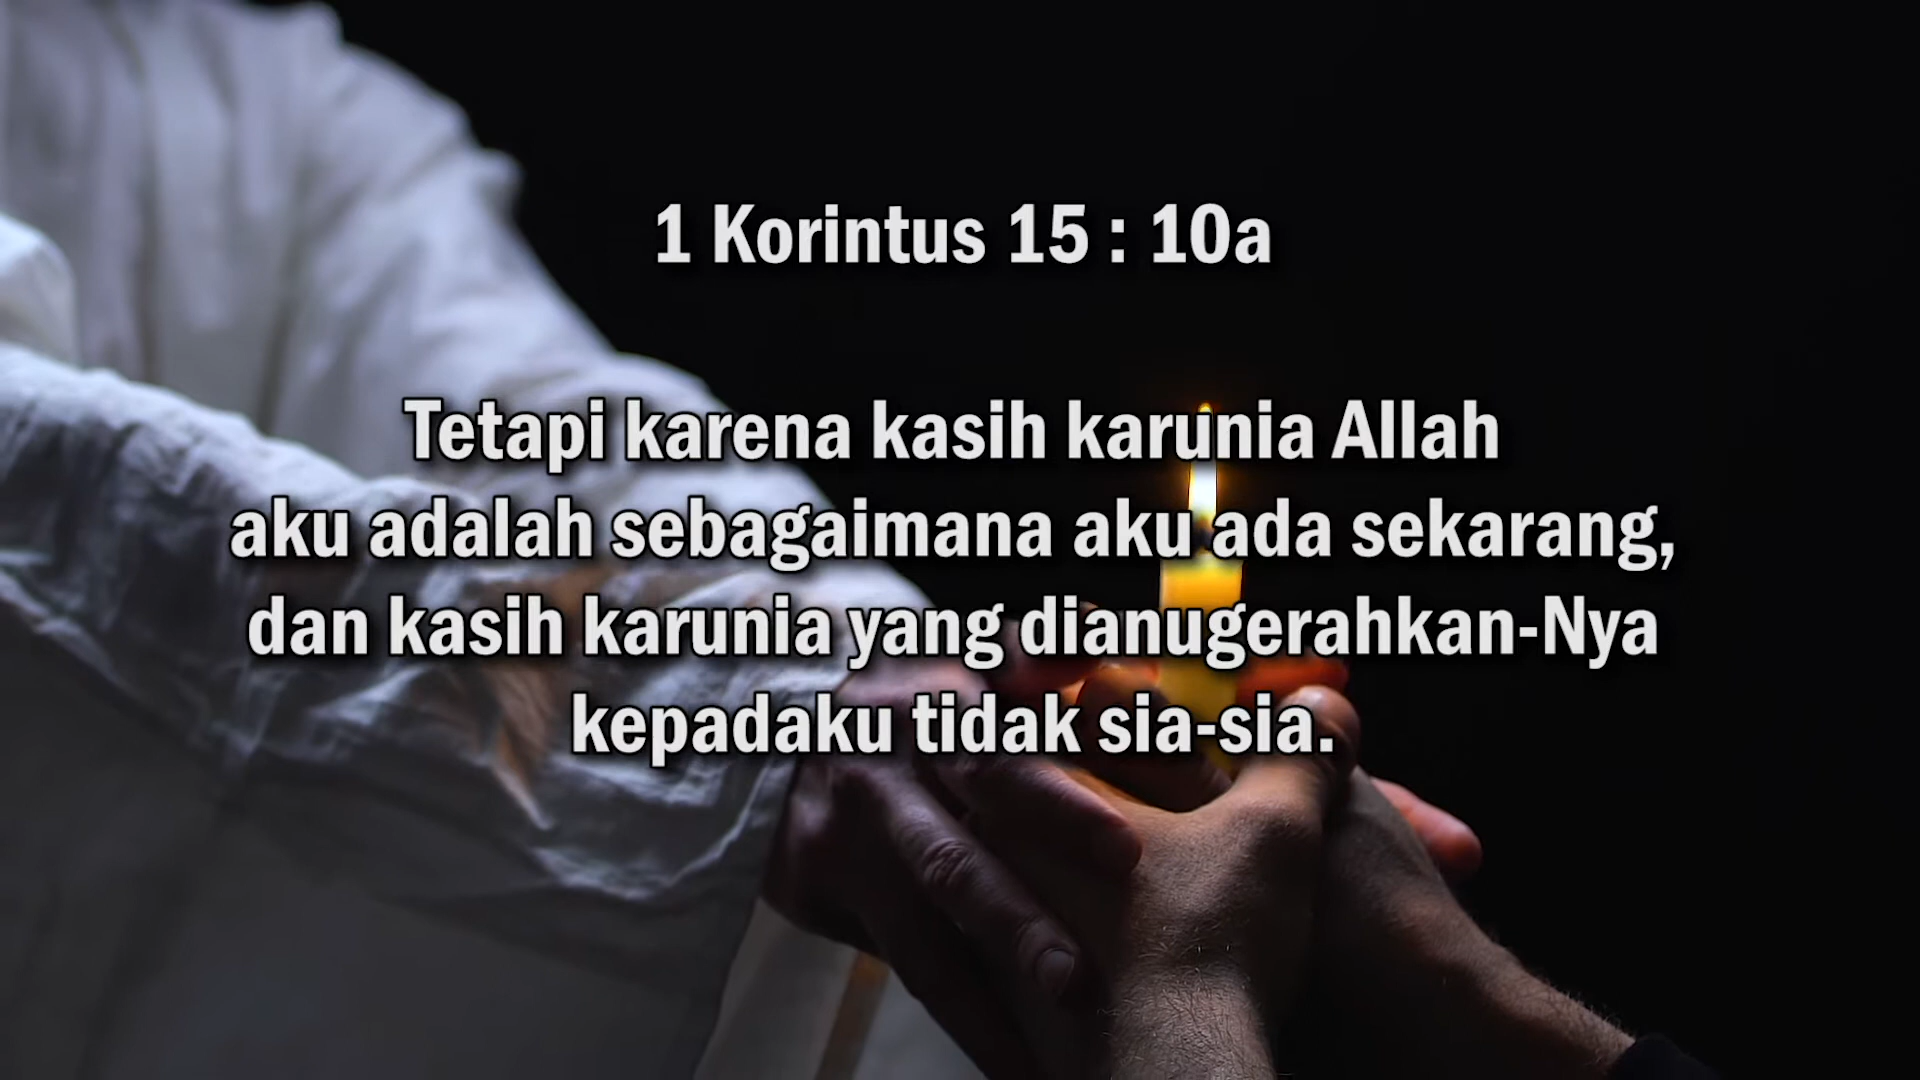 1 Korintus 15 : 10a
Tetapi karena kasih karunia Allah
aku adalah sebagaimana aku ada sekarang,
dan kasih karunia yang dianugerahkan-Nya
kepadaku tidak sia-sia.